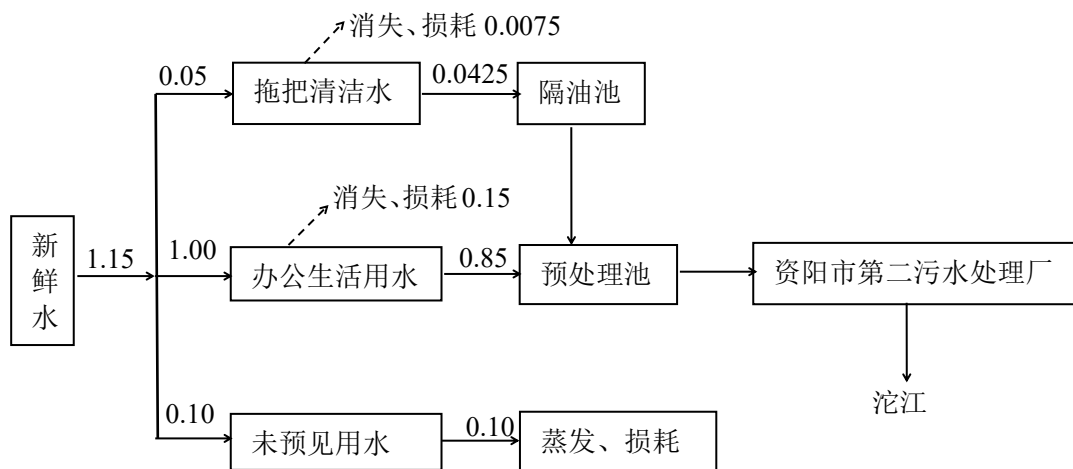 消失、损耗 0.0075
0.05
拖把清洁水
0.0425
隔油池
消失、损耗 0.15
新鲜水
1.15
1.00
办公生活用水
0.85
预处理池
资阳市第二污水处理厂
沱江
0.10
未预见用水
0.10
蒸发、损耗